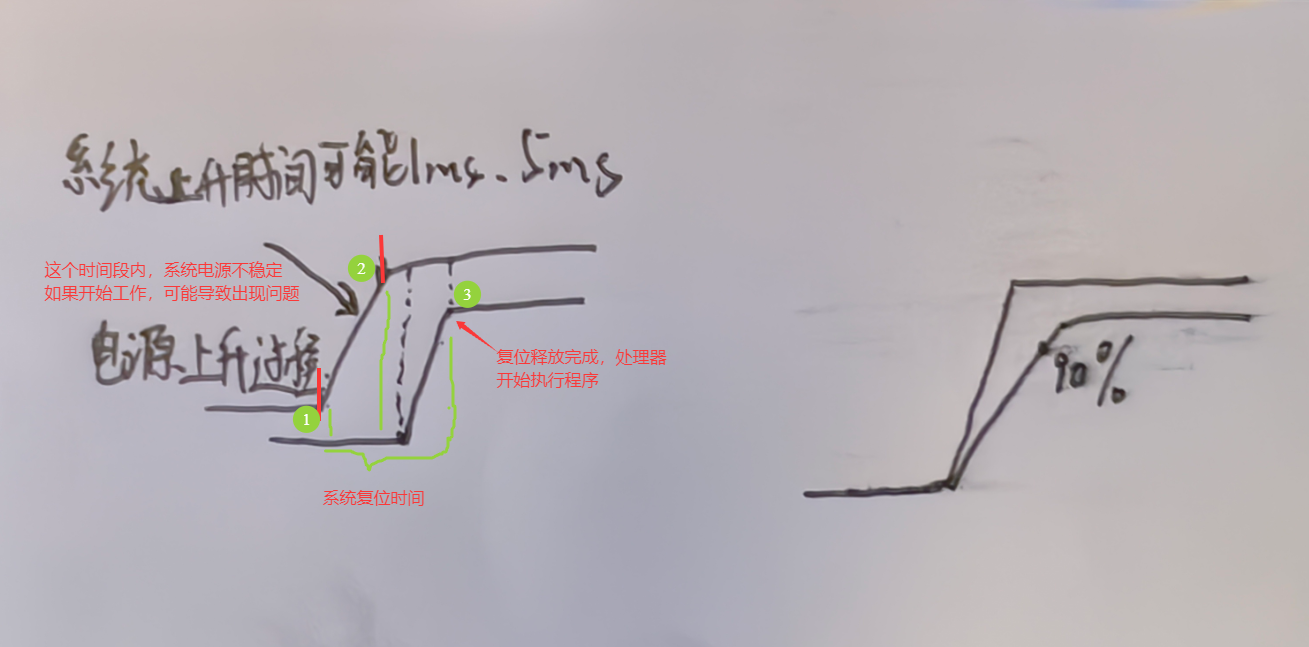 系统上升时间可能1ms、5ms
这个时间段内，系统电源不稳定
如果开始工作，可能导致出现问题
2
3
电源上升过程
复位释放完成，处理器
开始执行程序
90%
1
系统复位时间